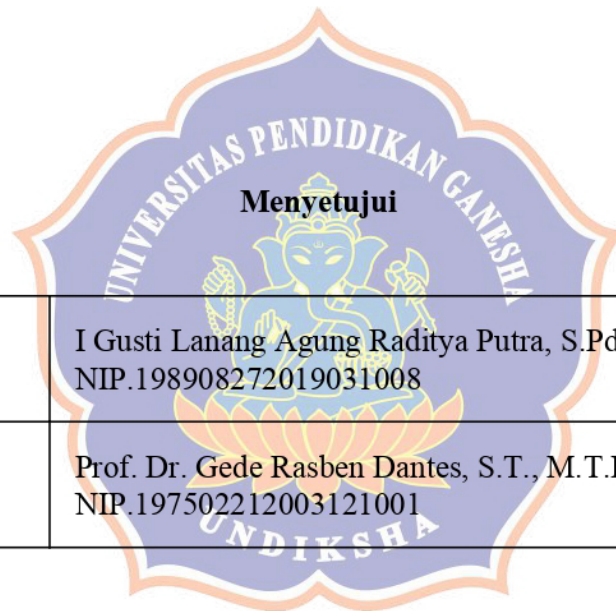 UNIVERSITAS PENDIDIKAN GANESHA
Menyetujui
I Gusti Lanang Agung Raditya Putra, S.Pd
NIP.198908272019031008
Prof. Dr. Gede Rasben Dantes, S.T., M.T.I
NIP.197502212003121001
UNDIKSHA